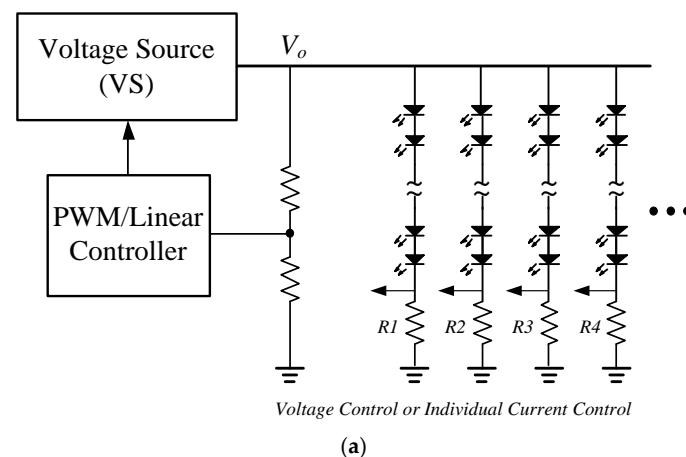 Voltage Source
(VS)
Vo
PWM/Linear
Controller
R1 R2 R3 R4
Voltage Control or Individual Current Control
(a)